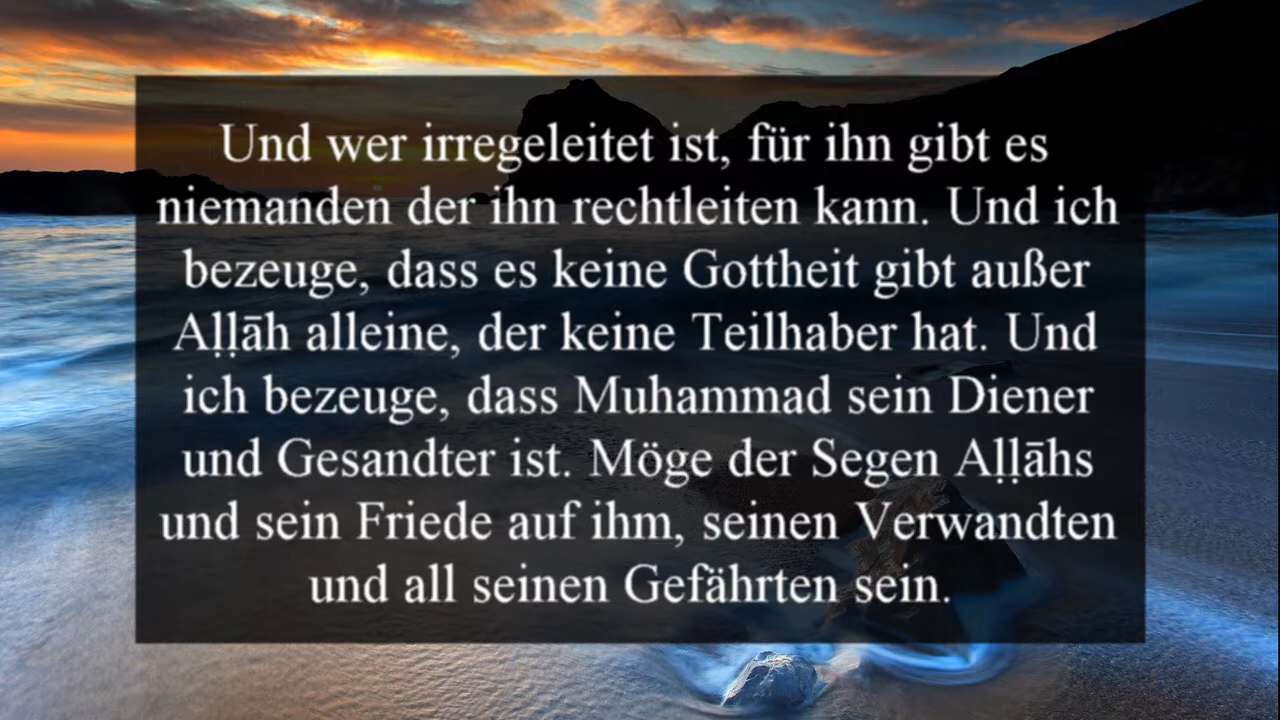 Und wer irregeleitet ist, für ihn gibt es
niemanden der ihn rechtleiten kann. Und ich
bezeuge, dass es keine Gottheit gibt außer
Aḷḷāh alleine, der keine Teilhaber hat. Und
ich bezeuge, dass Muhammad sein Diener
und Gesandter ist. Möge der Segen Aḷḷāhs
und sein Friede auf ihm, seinen Verwandten
und all seinen Gefährten sein.